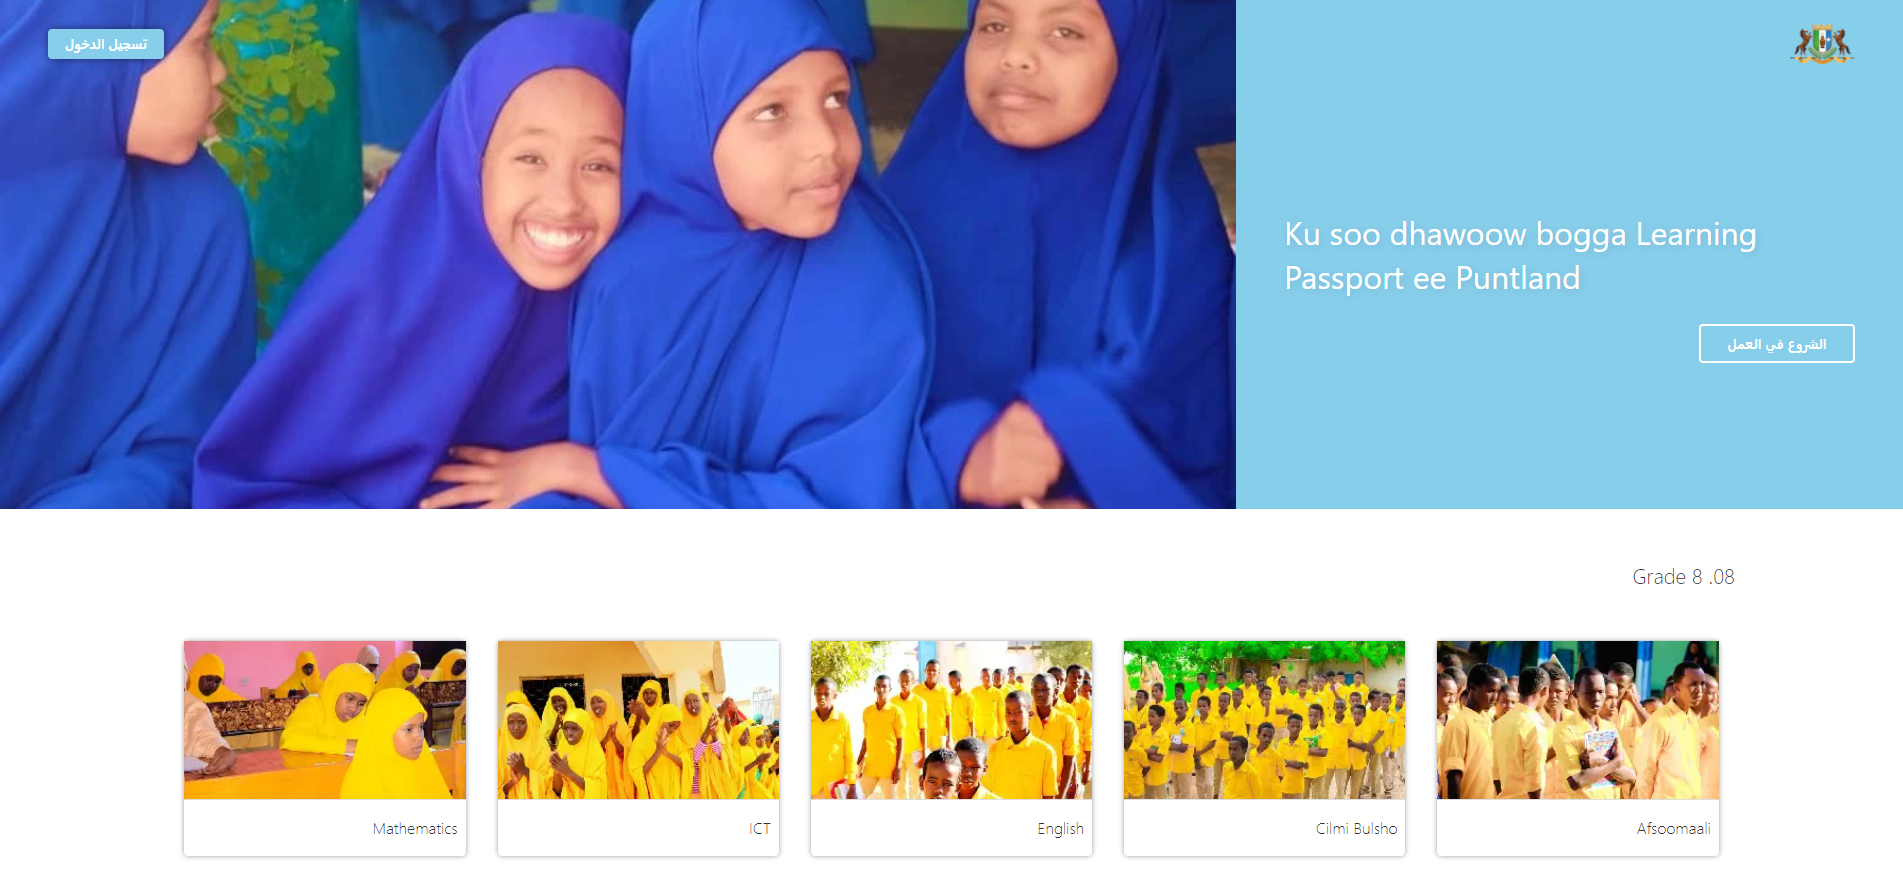 تسجيل الدخول
Ku soo dhawoow bogga Learning
Passport ee Puntland
الشروع في العمل
Grade 8 .08
Afsoomaali
Cilmi Bulsho
English
ICT
Mathematics